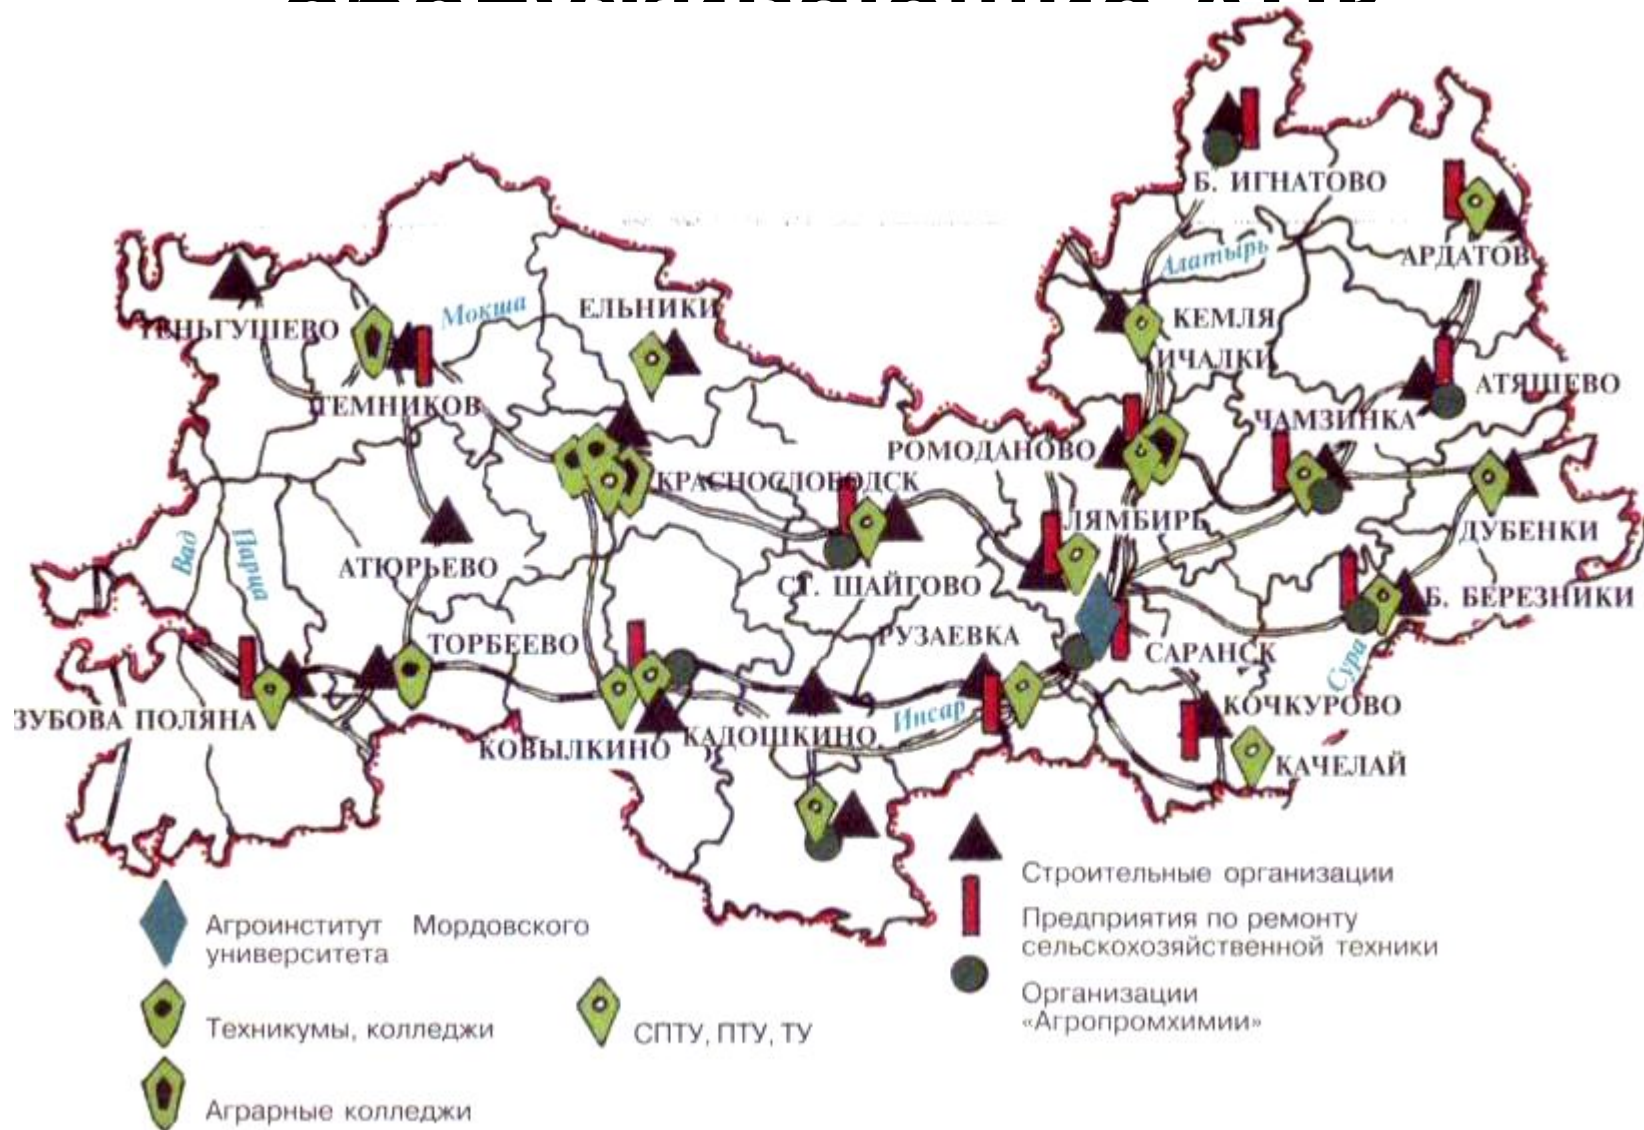 Б. ИГНАТОВО
АРДАТОВ
Алатырь
Мокша
ЕЛЬНИКИ
ТЕНЬГУШЕВО
КЕМЛЯ
ИЧАЛКИ
ТЕМНИКОВ
АТЯШЕВО
ЧАМЗИНКА
РОМОДАНОВО
КРАСНОСЛОБОДСК
ЛЯМБИРЬ
ДУБЕНКИ
Вад
Парца
АТЮРЬЕВО
СТ. ШАЙГОВО
Б. БЕРЕЗНИКИ
ТОРБЕЕВО
РУЗАЕВКА
САРАНСК
Сура
ЗУБОВА ПОЛЯНА
Инсар
КОЧКУРОВО
КОВЫЛКИНО
КАДОШКИНО
КАЧЕЛАЙ
Агроинститут Мордовского
университета
Техникумы, колледжи
Аграрные колледжи
СПТУ, ПТУ, ТУ
Строительные организации
Предприятия по ремонту
сельскохозяйственной техники
Организации
«Агропромхимии»